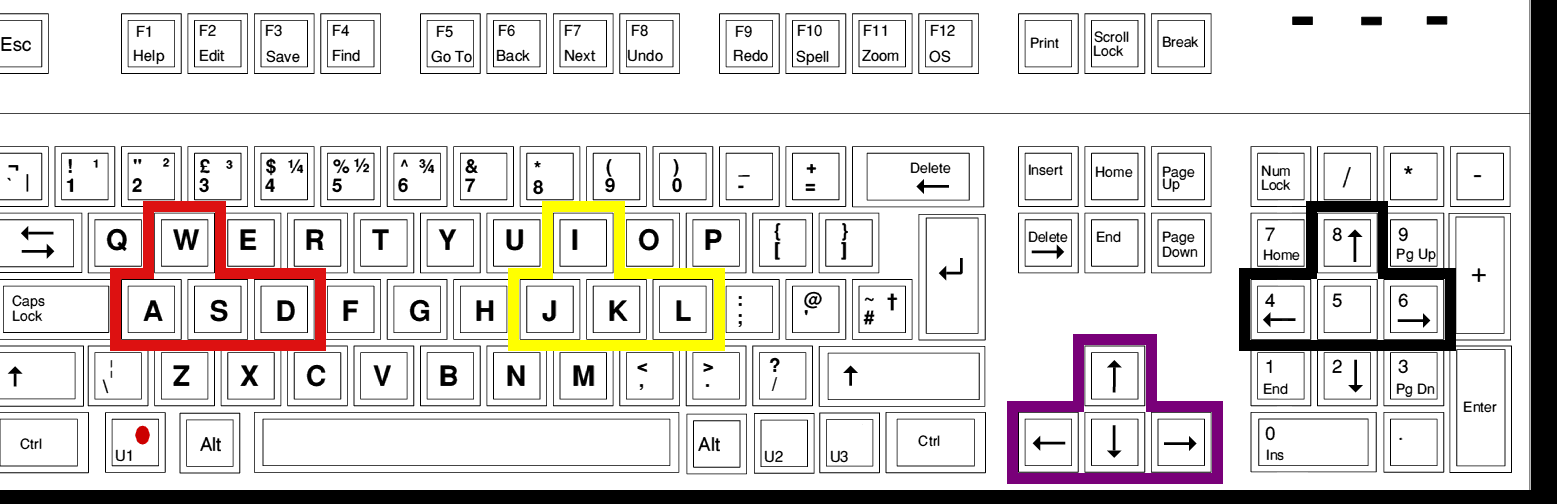 Esc F1 F2 F3 F4 F5 F6 F7 F8 F9 F10 F11 F12 Print Scroll Break
Help Edit Save Find Go To Back Next Undo Redo Spell Zoom OS Lock
¬ ! 1 " 2 £ 3 $ ¼ % ½ ^ ¾ & * ( ) _ + Delete Insert Home Page Num / * -
` | 1 2 3 4 5 6 7 8 9 0 - = ← Up Lock
Q W E R T Y U I O P { } Delete End Page 7 8 ↑ 9 +
[ ] → Down Home Pg Up
Caps A S D F G H J K L : @ ~ † 4 5 6
Lock ; ' # ← →
↑ ¦ Z X C V B N M < > ? ↑ ↑ 1 2 ↓ 3 Enter
\ , . / End Pg Dn
Ctrl U1 Alt Alt U2 U3 Ctrl ← ↓ → 0 .
Ins